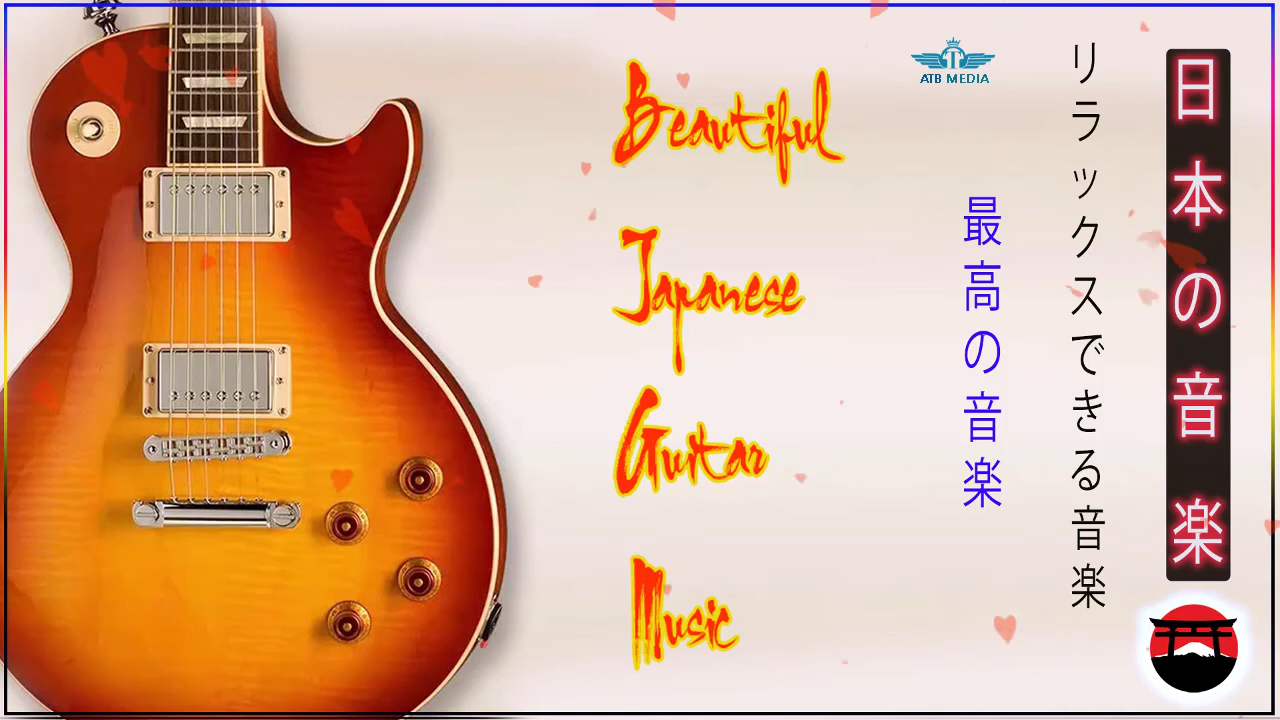 Beautiful
Japanese
Guitar
Music
ATB MEDIA
日本の音楽
リラックスできる音楽
最高の音楽